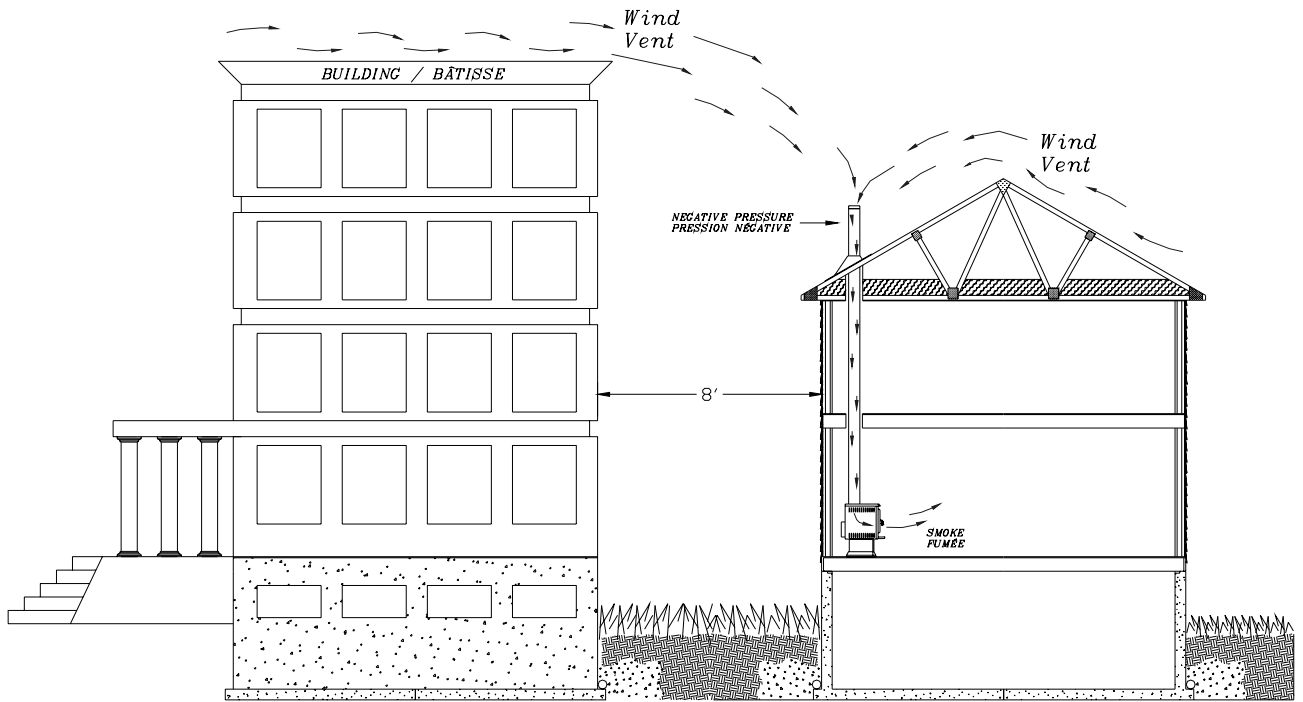 Wind
Vent
BUILDING / BÂTISSE
Wind
Vent
NEGATIVE PRESSURE
PRESSION NÉGATIVE
8'
SMOKE
FUMÉE